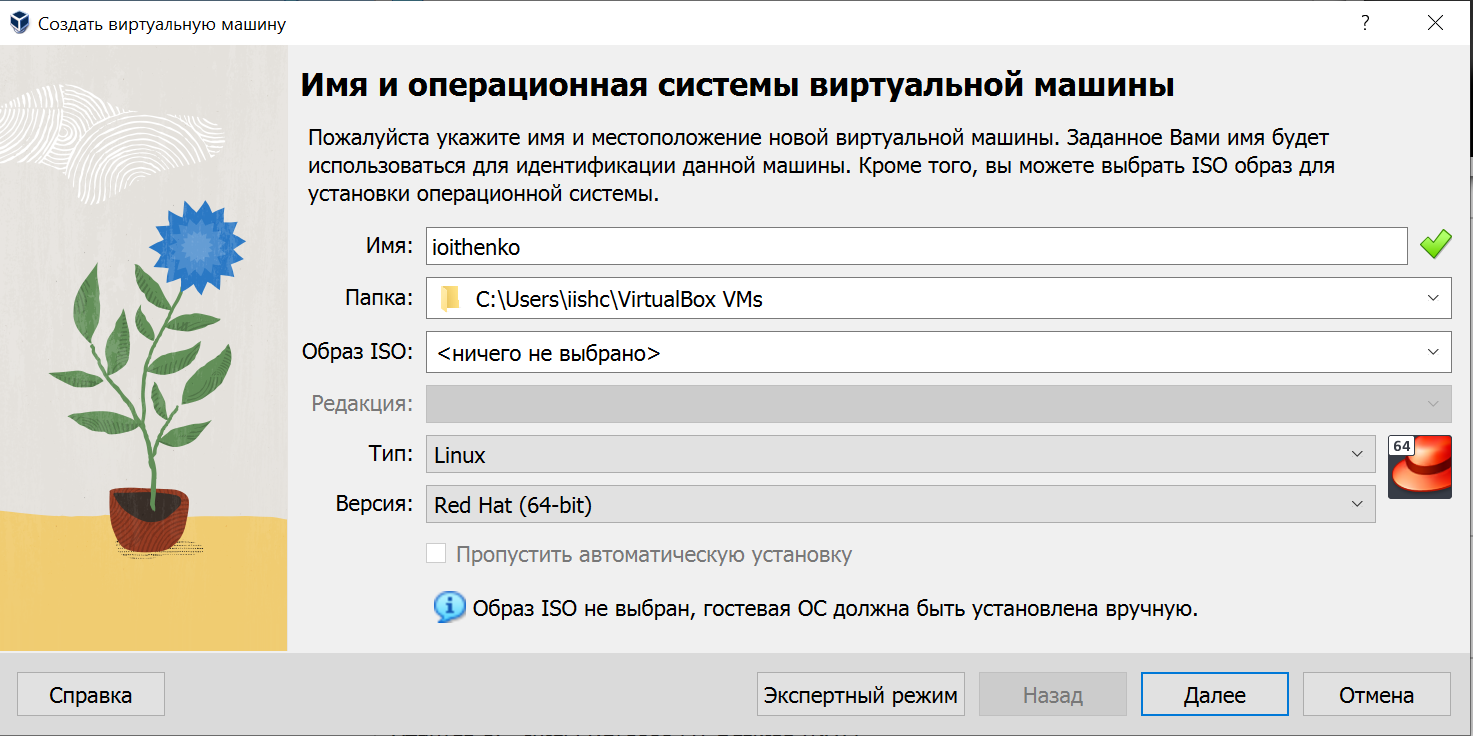 Создать виртуальную машину
?
Имя и операционная системы виртуальной машины
Пожалуйста укажите имя и местоположение новой виртуальной машины. Заданное Вами имя будет
использоваться для идентификации данной машины. Кроме того, вы можете выбрать ISO образ для
установки операционной системы.
Имя: ioithenko
Папка: C:\Users\iishc\VirtualBox VMs
Образ ISO: <ничего не выбрано>
Редакция:
Тип: Linux
64
Версия: Red Hat (64-bit)
Пропустить автоматическую установку
Образ ISO не выбран, гостевая ОС должна быть установлена вручную.
Справка Экспертный режим Назад Далее Отмена